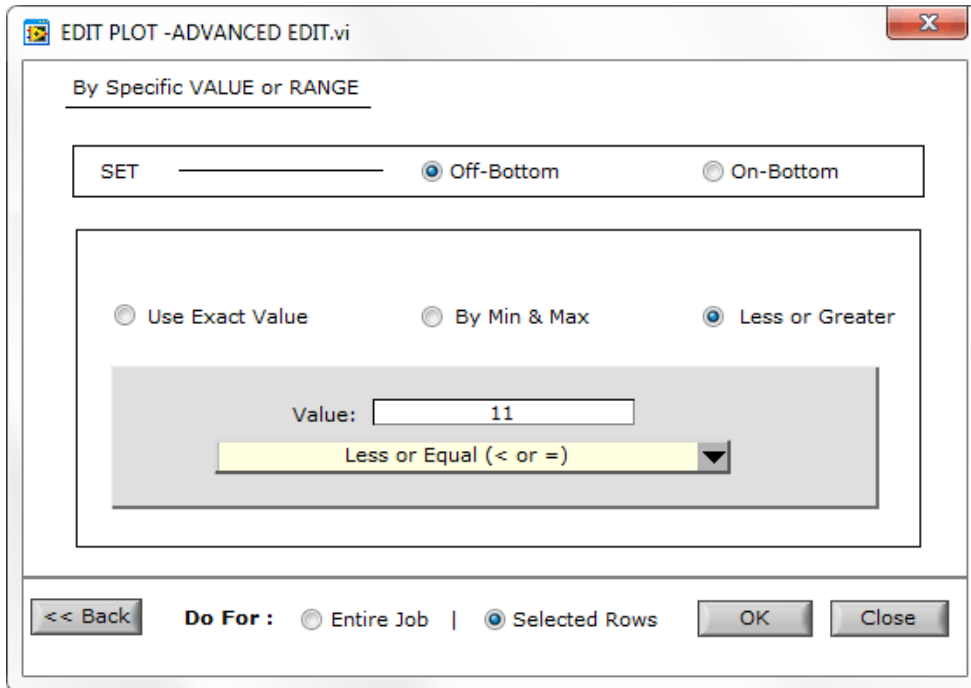 EDIT PLOT -ADVANCED EDIT.vi
x
By Specific VALUE or RANGE
SET Off-Bottom On-Bottom
Use Exact Value By Min & Max Less or Greater
Value: 11
Less or Equal (< or =)
<< Back Do For : Entire Job | Selected Rows OK Close